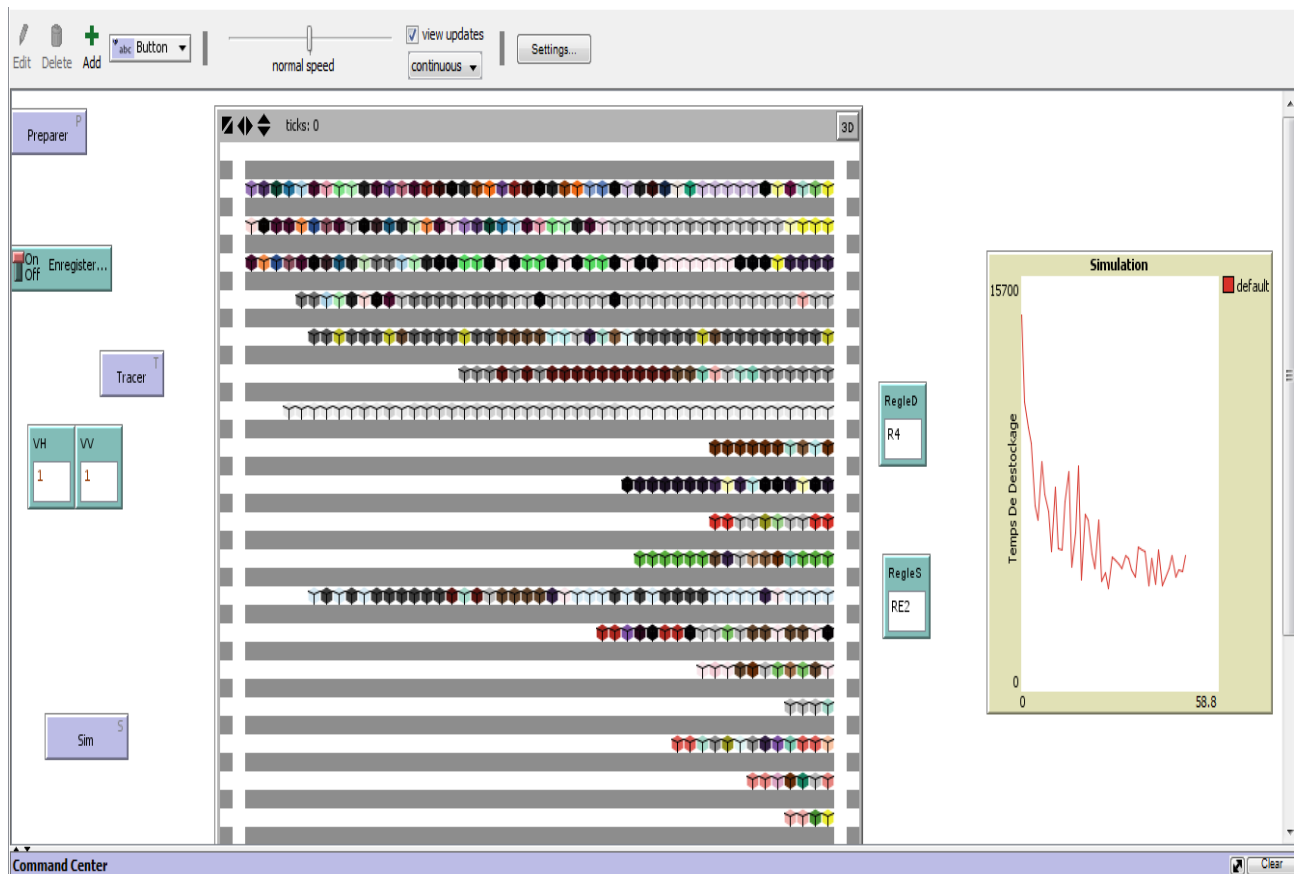 Edit Delete Add abc Button normal speed view updates continuous Settings...
Preparer P
ticks: 0 3D
On Off Enregister...
Tracer T
VH 1
VV 1
Sim S
RegleD
R4
RegleS
RE2
Simulation
15700
default
Temps De Destockage
0
0 58.8
Command Center Clear